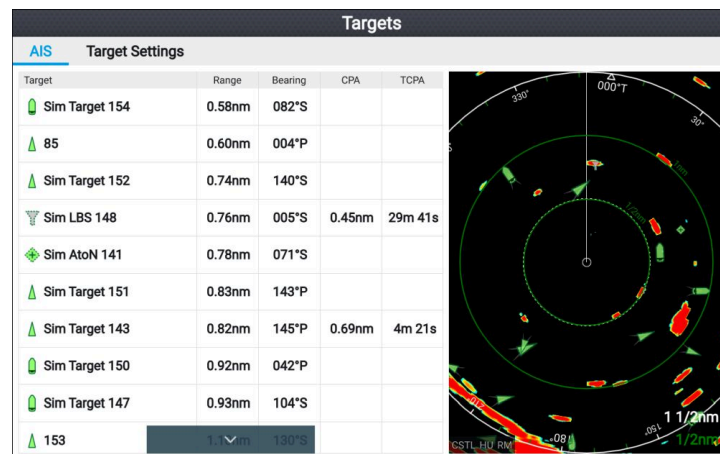 Targets
AIS Target Settings
Target Range Bearing CPA TCPA
Sim Target 154 0.58nm 082°S
85 0.60nm 004°P
Sim Target 152 0.74nm 140°S
Sim LBS 148 0.76nm 005°S 0.45nm 29m 41s
Sim AtoN 141 0.78nm 071°S
Sim Target 151 0.83nm 143°P
Sim Target 143 0.82nm 145°P 0.69nm 4m 21s
Sim Target 150 0.92nm 042°P
Sim Target 147 0.93nm 104°S
153 130°S
330° 000°T 30°
1nm
1/2nm
210
150°
1 1/2nm
CSTL HU RM
1/2nm